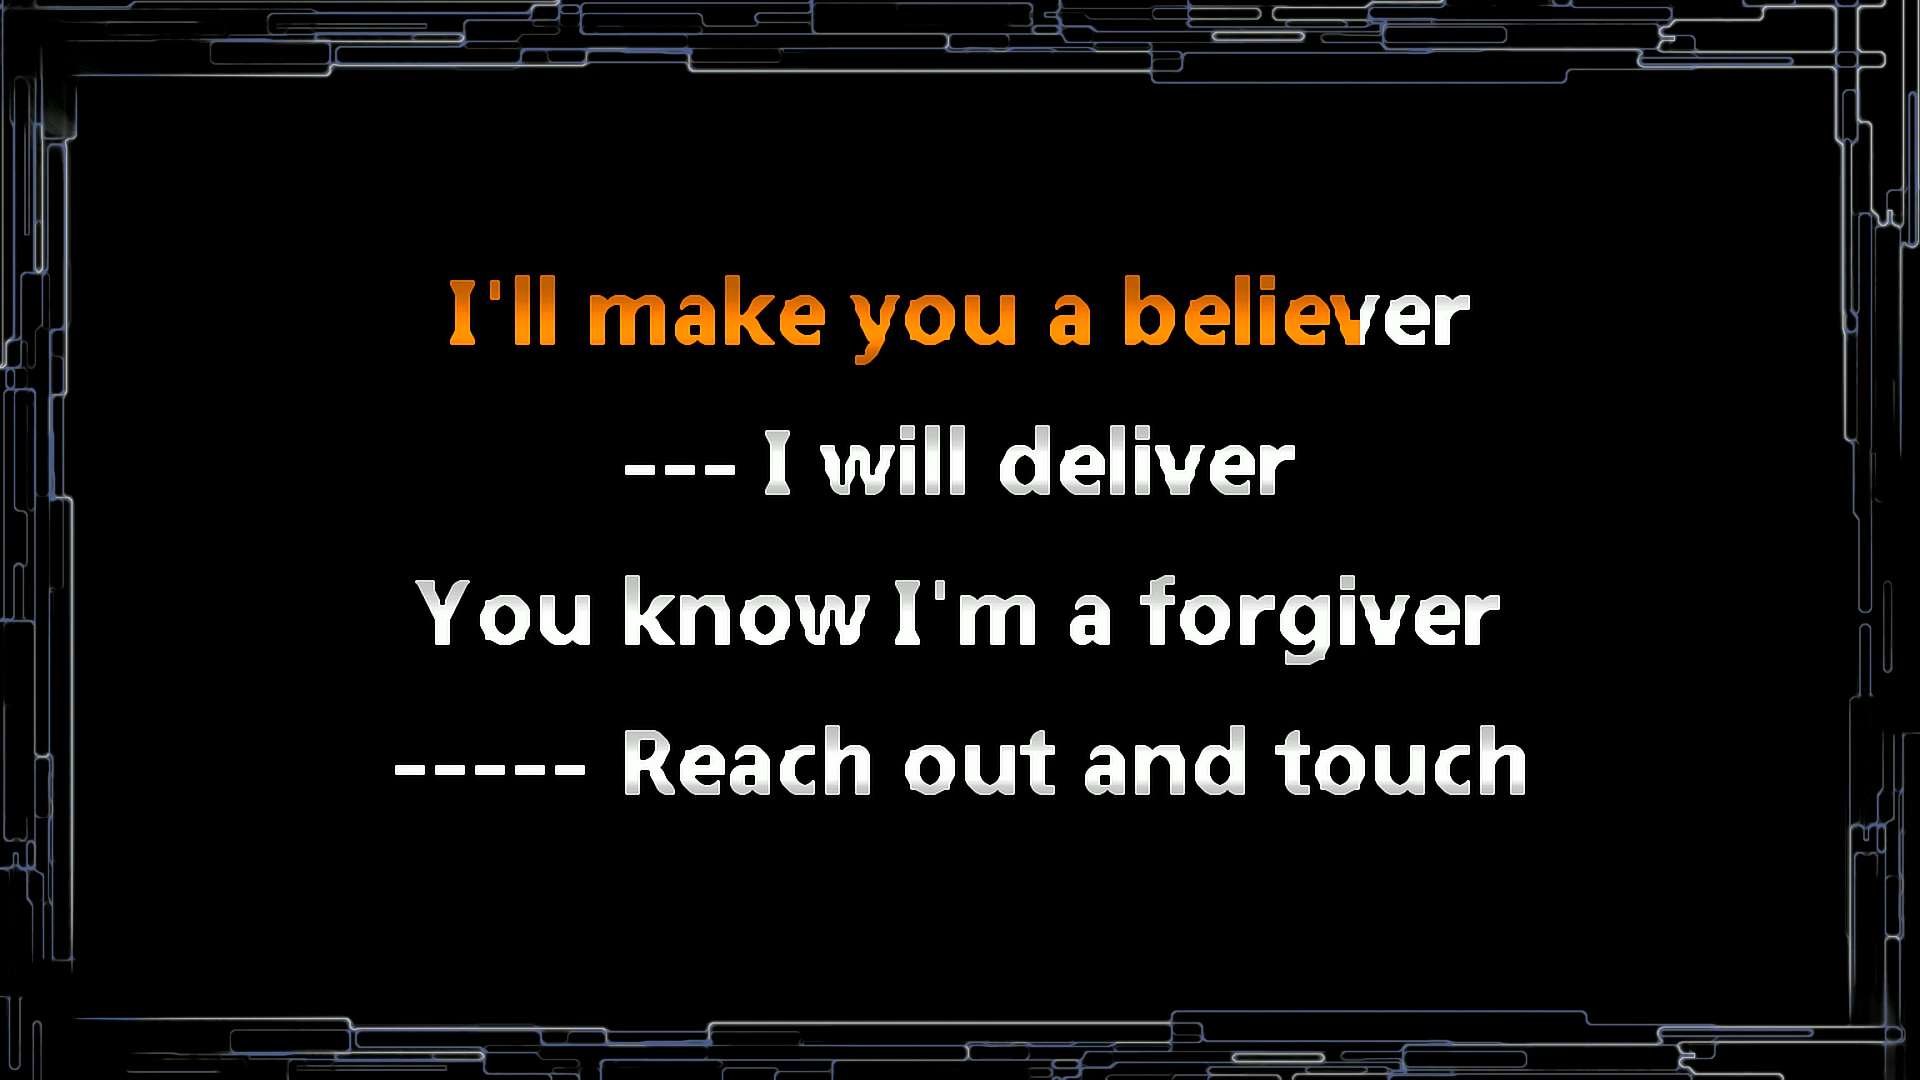 I'll make you a believer
--- I will deliver
You know I'm a forgiver
----- Reach out and touch